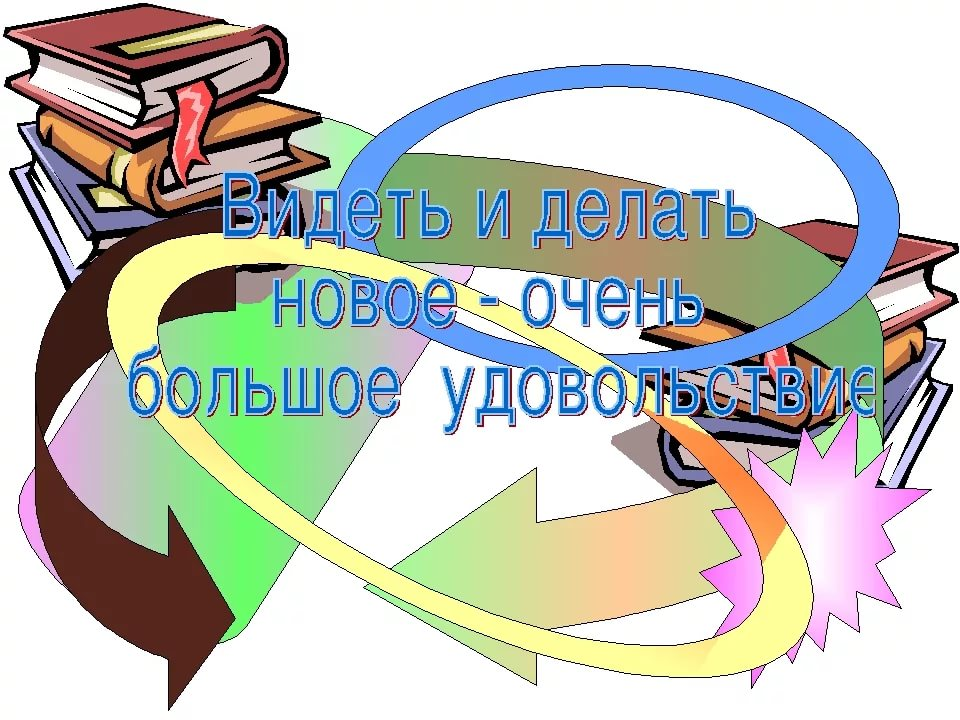 Видеть и делать
новое - очень
большое удовольствие